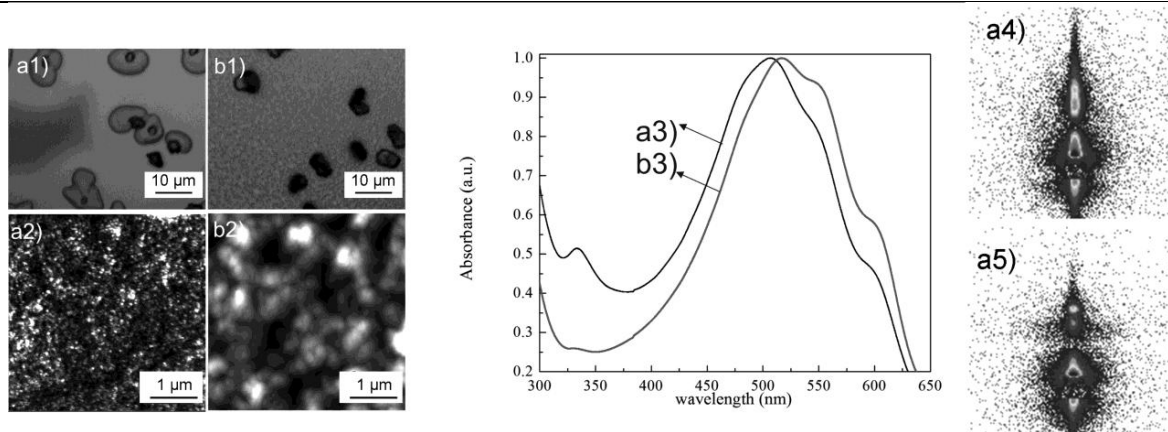 a1)
10 µm
b1)
10 µm
a2)
1 µm
b2)
1 µm
Absorbance (a.u.)
1.0
0.9
0.8
0.7
0.6
0.5
0.4
0.3
0.2
a3)
b3)
300 350 400 450 500 550 600 650
wavelength (nm)
a4)
a5)